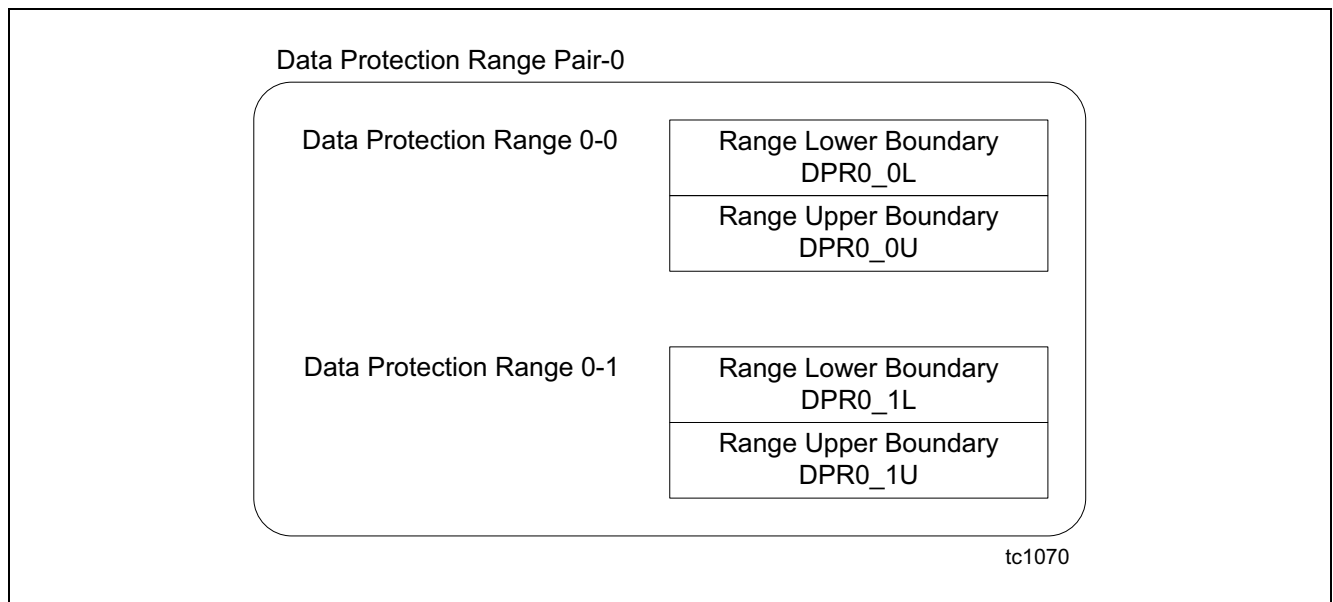 Data Protection Range Pair-0
Data Protection Range 0-0
Range Lower Boundary
DPR0_0L
Range Upper Boundary
DPR0_0U
Data Protection Range 0-1
Range Lower Boundary
DPR0_1L
Range Upper Boundary
DPR0_1U
tc1070